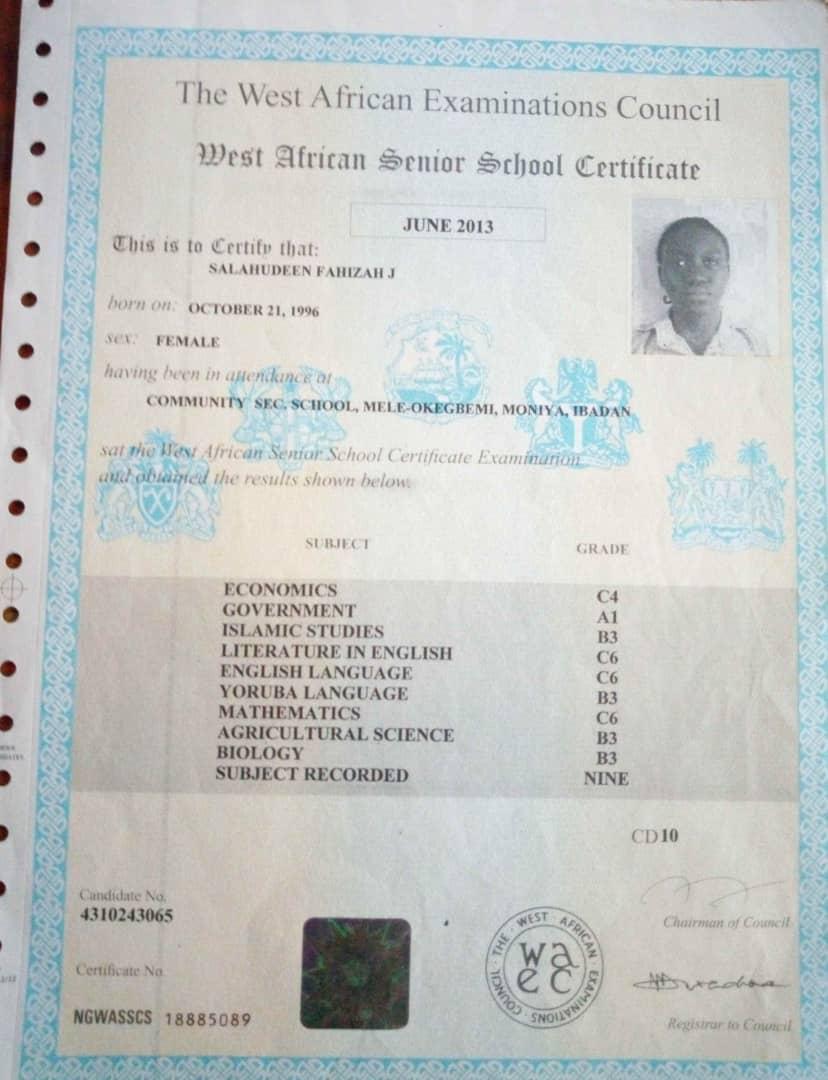 The West African Examinations Council
West African Senior School Certificate
JUNE 2013
This is to Certify that:
SALAHUDEEN FAHIZAH J
born on: OCTOBER 21, 1996
sex: FEMALE
having been in attendance at
COMMUNITY SEC. SCHOOL, MELE-OKEGBEMI, MONIYA, IBADAN
sat the West African Senior School Certificate Examination
and obtained the results shown below.
SUBJECT GRADE
ECONOMICS C4
GOVERNMENT A1
ISLAMIC STUDIES B3
LITERATURE IN ENGLISH C6
ENGLISH LANGUAGE C6
YORUBA LANGUAGE B3
MATHEMATICS C6
AGRICULTURAL SCIENCE B3
BIOLOGY B3
SUBJECT RECORDED NINE
CD10
Candidate No.
4310243065
Chairman of Council
THE WEST AFRICAN EXAMINATIONS COUNCIL
waec
Certificate No.
NGWASSCS 18885089
Registrar to Council